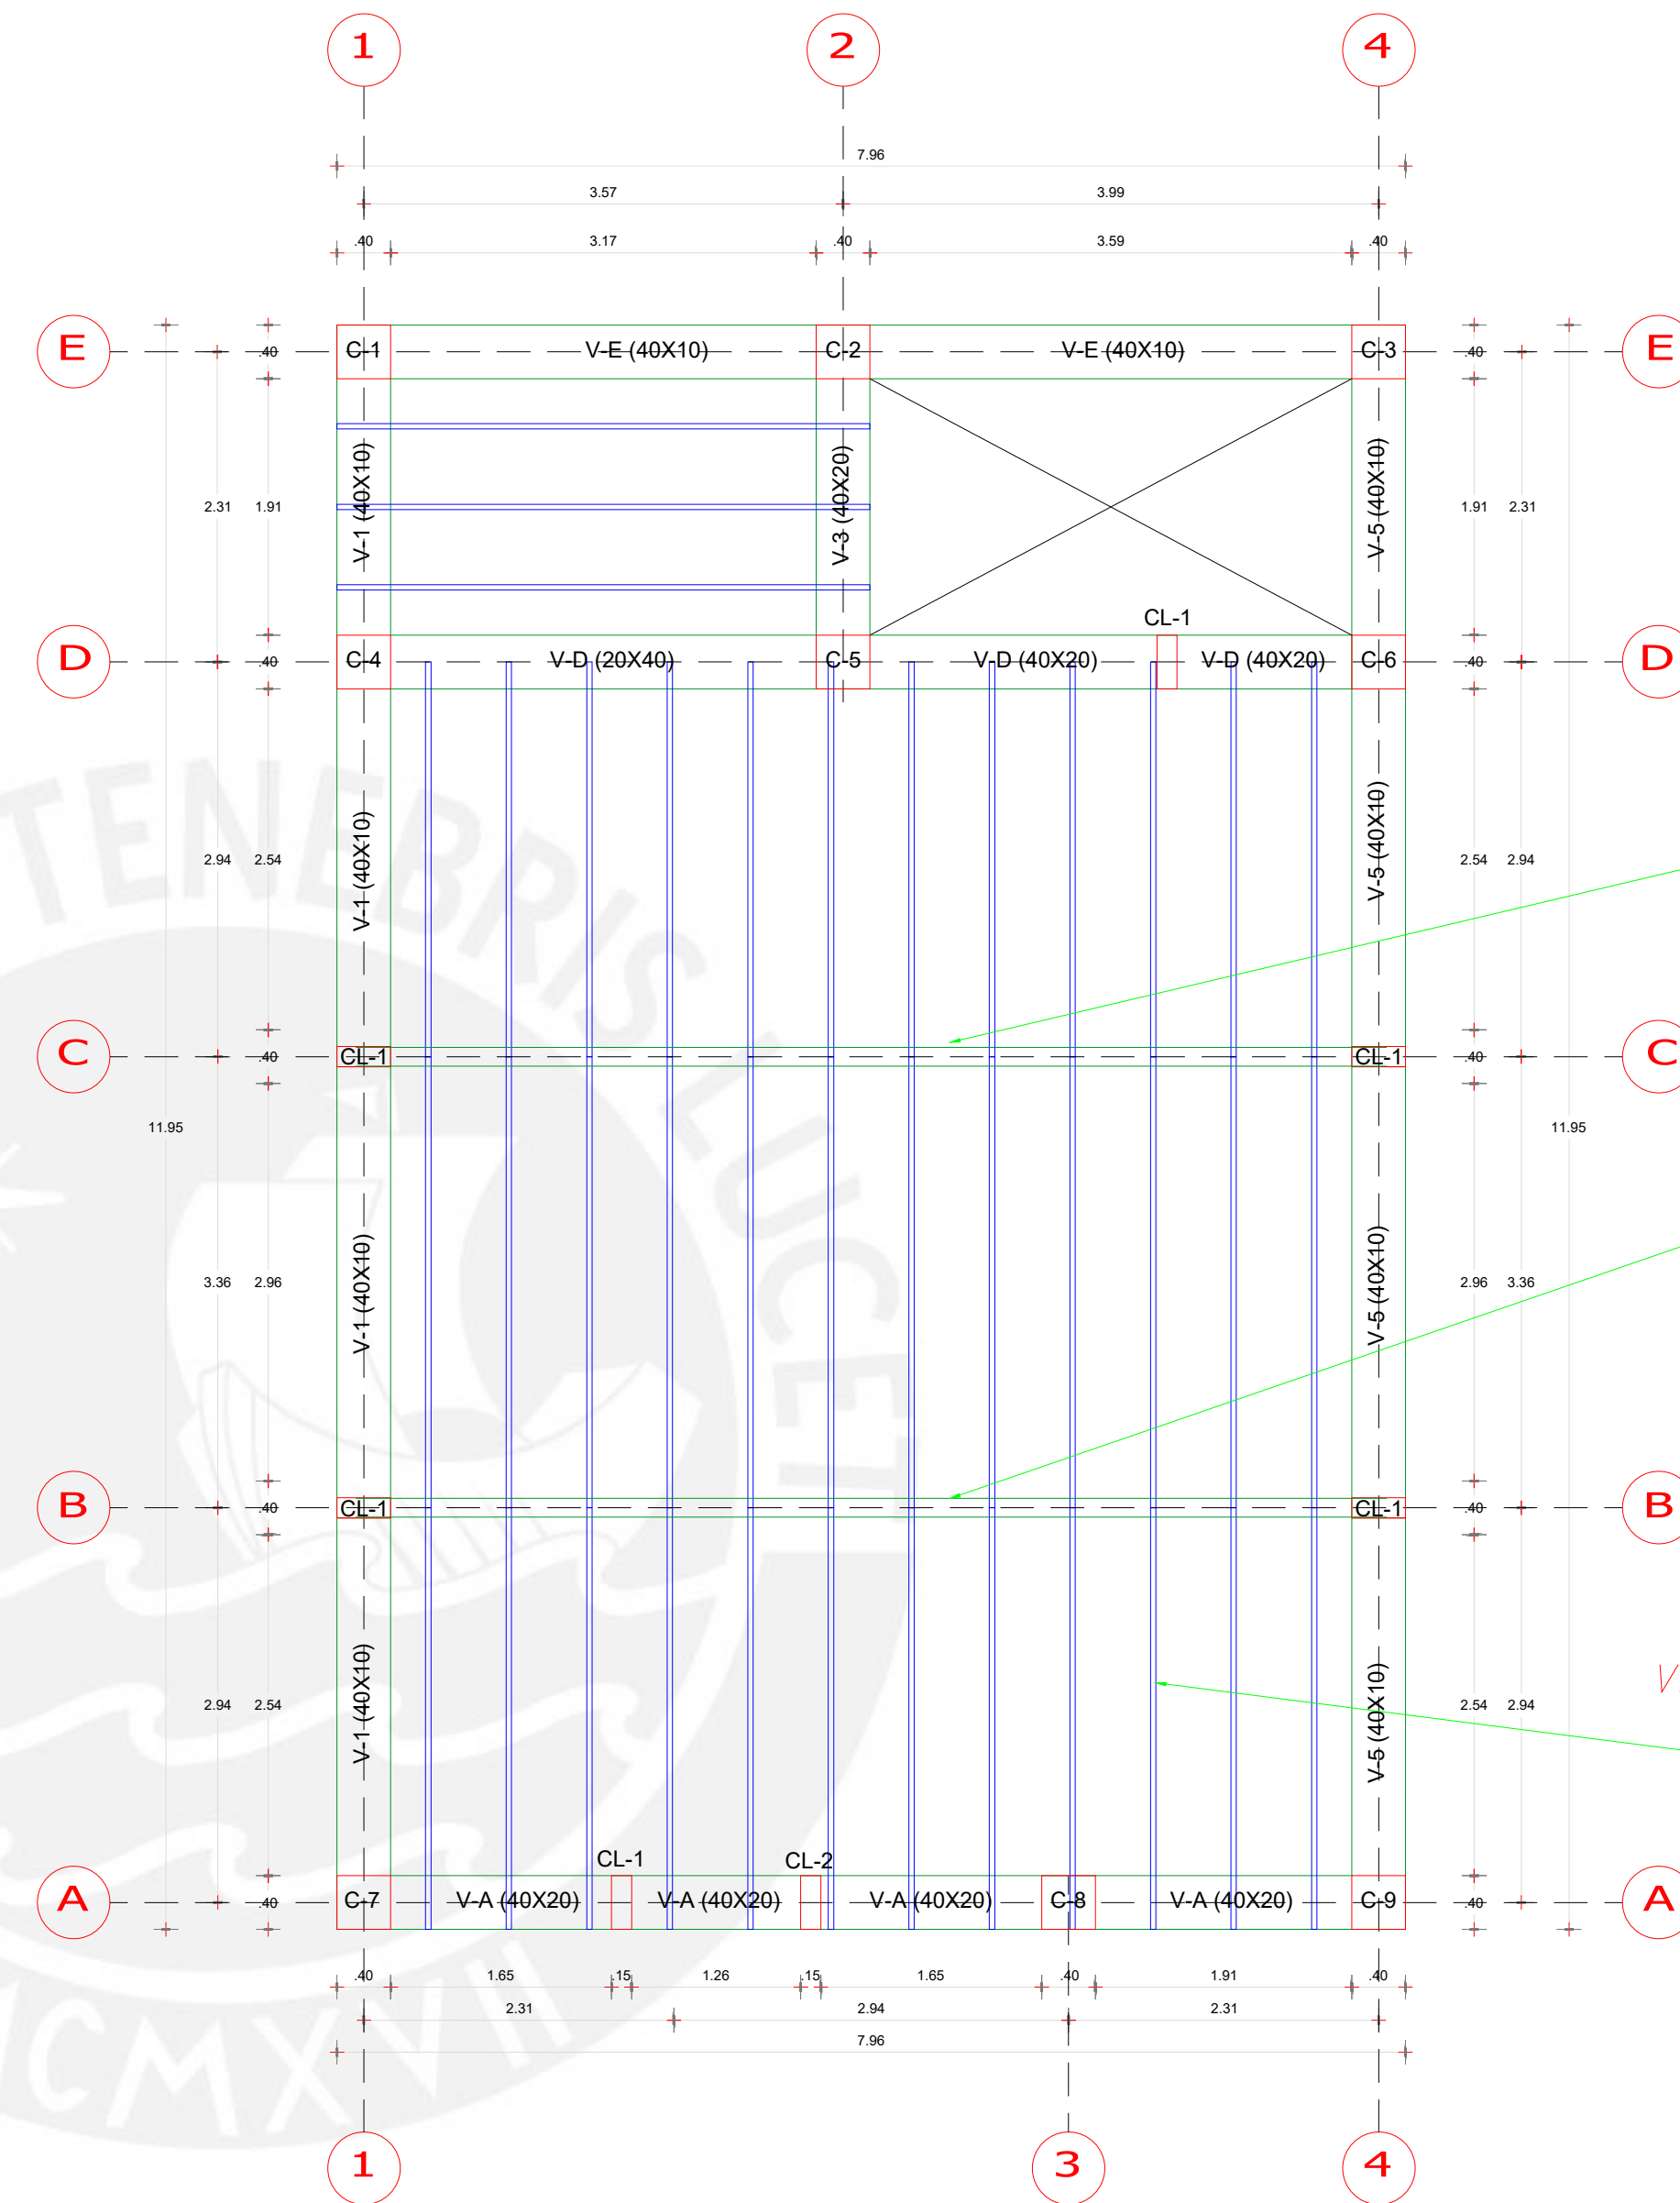 1 2 4
7.96
3.57 3.99
.40 3.17 .40 3.59 .40
E C-1 V-E (40X10) C-2 V-E (40X10) C-3 E
.40 .40
V-1 (40X10) V-3 (40X20) V-5 (40X10)
2.31 1.91 1.91 2.31
CL-1
D C-4 V-D (20X40) C-5 V-D (40X20) V-D (40X20) C-6 D
.40 .40
V-1 (40X10) V-5 (40X10)
2.94 2.54 2.54 2.94
C CL-1 CL-1 C
.40 .40
11.95 11.95
V-1 (40X10) V-5 (40X10)
3.36 2.96 2.96 3.36
B CL-1 CL-1 B
.40 .40
V-1 (40X10) V-5 (40X10)
2.94 2.54 2.54 2.94
V
CL-1 CL-2
A C-7 V-A (40X20) V-A (40X20) V-A (40X20) C-8 V-A (40X20) C-9 A
.40 .40
.40 1.65 .15 1.26 .15 1.65 .40 1.91 .40
2.31 2.94 2.31
7.96
1 3 4
TENEBRIS LUCET
MCMXVII